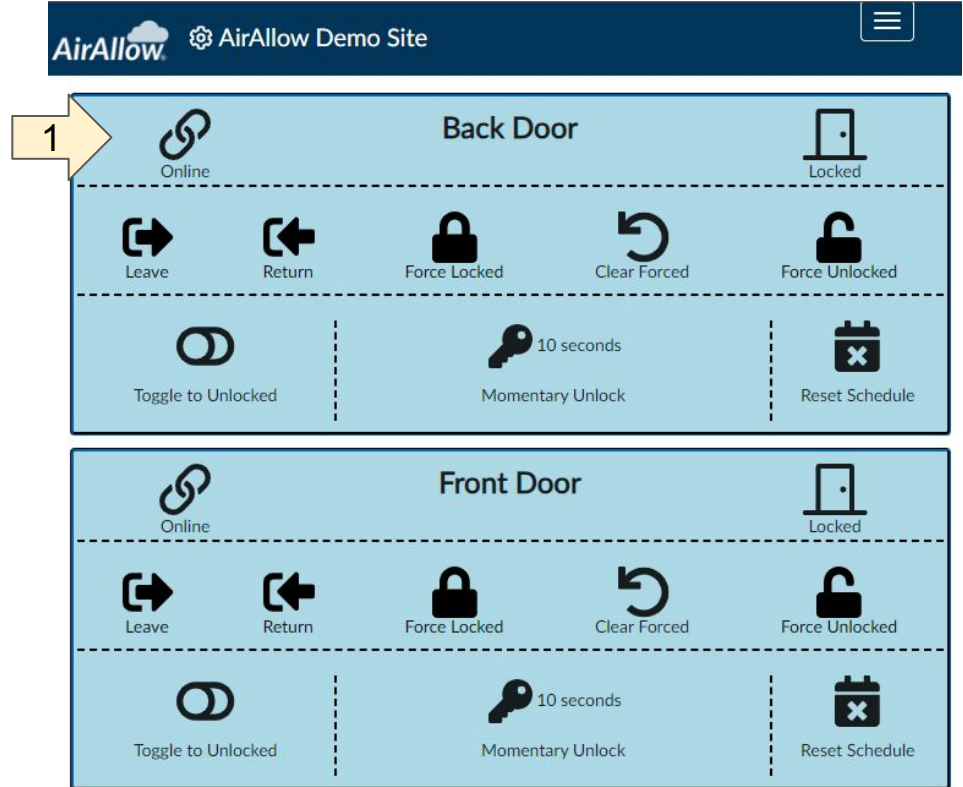 AirAllow. AirAllow Demo Site
1
Back Door
Online
Locked
Leave Return Force Locked Clear Forced Force Unlocked
10 seconds
Toggle to Unlocked Momentary Unlock Reset Schedule
Front Door
Online
Locked
Leave Return Force Locked Clear Forced Force Unlocked
10 seconds
Toggle to Unlocked Momentary Unlock Reset Schedule